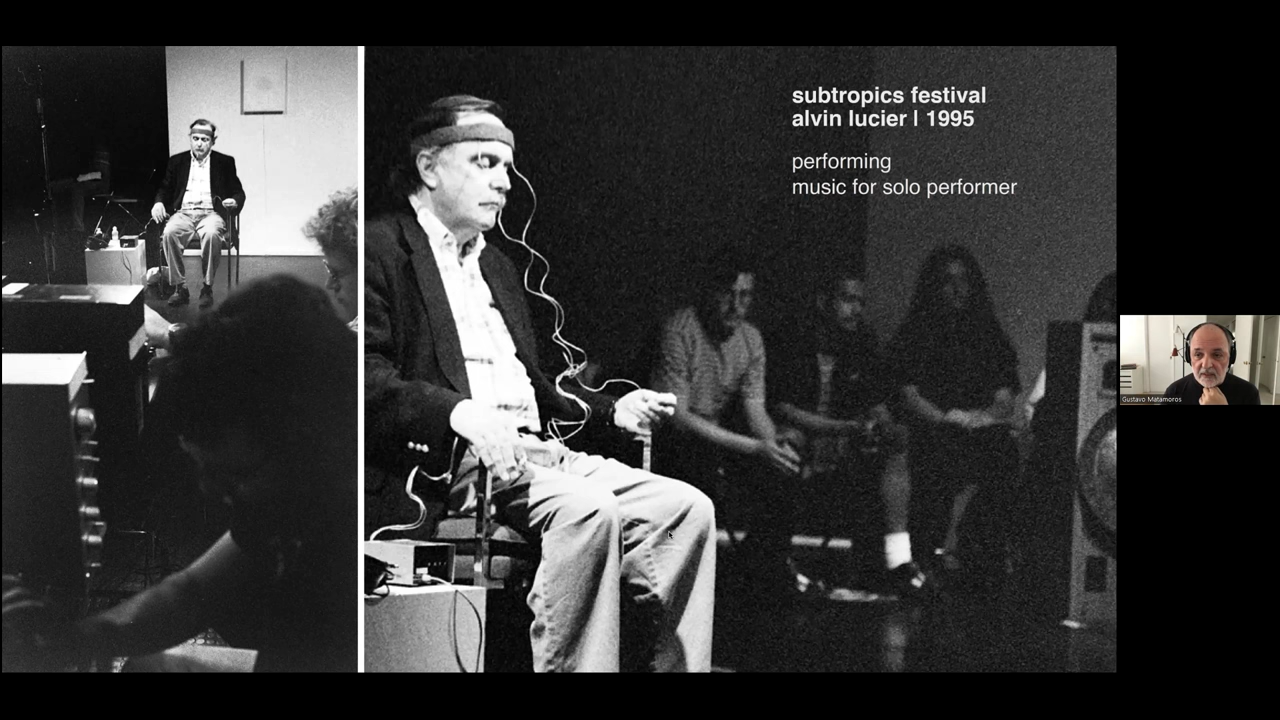 subtropics festival
alvin lucier | 1995
performing
music for solo performer
Gustavo Matamoros